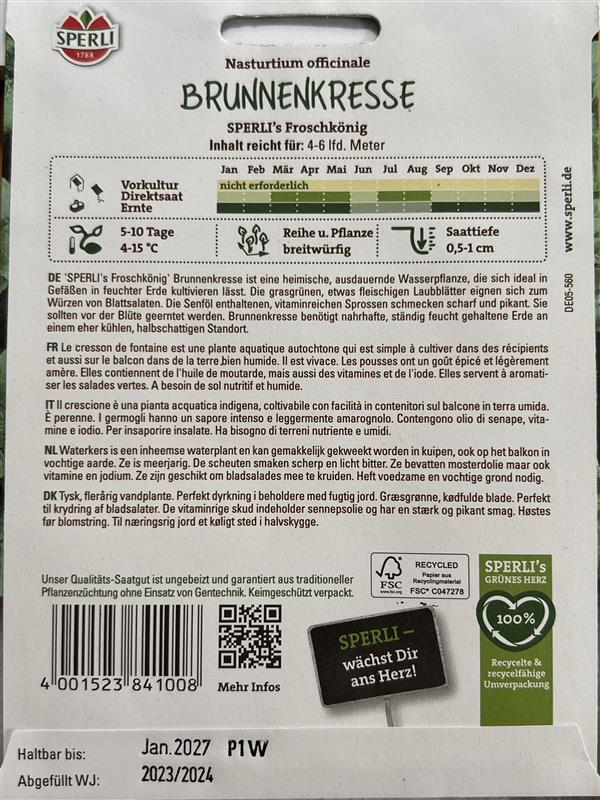 SPERLI
1788
Nasturtium officinale
BRUNNENKRESSE
SPERLI's Froschkönig
Inhalt reicht für: 4-6 lfd. Meter
Jan Feb Mär Apr Mai Jun Jul Aug Sep Okt Nov Dez
Vorkultur nicht erforderlich
Direktsaat
Ernte
5-10 Tage
4-15 °C
Reihe u. Pflanze
breitwürfig
Saattiefe
0,5-1 cm
www.sperli.de
DE05-560
DE 'SPERLI's Froschkönig' Brunnenkresse ist eine heimische, ausdauernde Wasserpflanze, die sich ideal in
Gefäßen in feuchter Erde kultivieren lässt. Die grasgrünen, etwas fleischigen Laubblätter eignen sich zum
Würzen von Blattsalaten. Die Senföl enthaltenen, vitaminreichen Sprossen schmecken scharf und pikant. Sie
sollten vor der Blüte geerntet werden. Brunnenkresse benötigt nahrhafte, ständig feucht gehaltene Erde an
einem eher kühlen, halbschattigen Standort.
FR Le cresson de fontaine est une plante aquatique autochtone qui est simple à cultiver dans des récipients
et aussi sur le balcon dans de la terre bien humide. Il est vivace. Les pousses ont un goût épicé et légèrement
amère. Elles contiennent de l'huile de moutarde, mais aussi des vitamines et de l'iode. Elles servent à aromati-
ser les salades vertes. A besoin de sol nutritif et humide.
IT Il crescione è una pianta acquatica indigena, coltivabile con facilità in contenitori sul balcone in terra umida.
È perenne. I germogli hanno un sapore intenso e leggermente amarognolo. Contengono olio di senape, vita-
mine e iodio. Per insaporire insalate. Ha bisogno di terreni nutriente e umidi.
NL Waterkers is een inheemse waterplant en kan gemakkelijk gekweekt worden in kuipen, ook op het balkon in
vochtige aarde. Ze is meerjarig. De scheuten smaken scherp en licht bitter. Ze bevatten mosterdolie maar ook
vitamine en jodium. Ze zijn geschikt om bladsalades mee te kruiden. Heft voedzame en vochtige grond nodig.
DK Tysk, flerårig vandplante. Perfekt dyrkning i beholdere med fugtig jord. Græsgrønne, kødfulde blade. Perfekt
til krydring af bladsalater. De vitaminrige skud indeholder sennepsolie og har en stærk og pikant smag. Høstes
før blomstring. Til næringsrig jord et køligt sted i halvskygge.
Unser Qualitäts-Saatgut ist ungebeizt und garantiert aus traditioneller
Pflanzenzüchtung ohne Einsatz von Gentechnik. Keimgeschützt verpackt.
FSC
www.fsc.org
RECYCLED
Papier aus
Recyclingmaterial
FSC® C047278
SPERLI's
GRÜNES HERZ
100%
Recycelte &
recycelfähige
Umverpackung
4 001523 841008
Mehr Infos
SPERLI –
wächst Dir
ans Herz!
Haltbar bis: Jan.2027 P1W
Abgefüllt WJ: 2023/2024